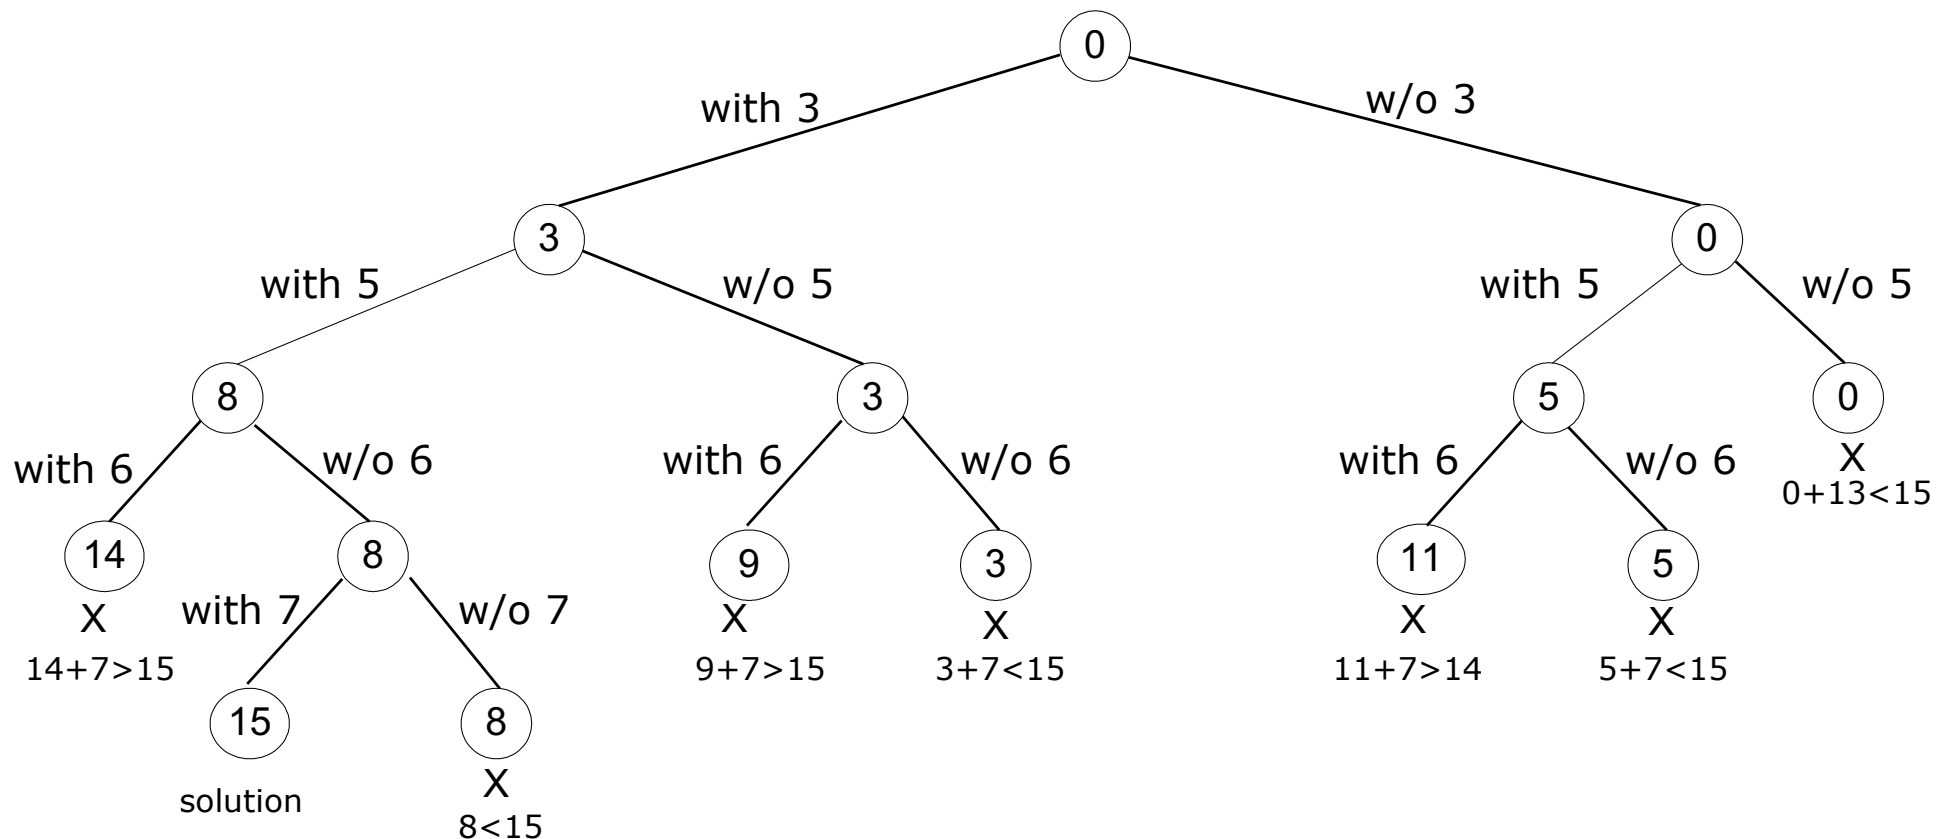 0
with 3
w/o 3
3
0
with 5
w/o 5
with 5
w/o 5
8
3
5
0
with 6
w/o 6
with 6
w/o 6
with 6
w/o 6
X
0+13<15
14
8
9
3
11
5
X
with 7
w/o 7
X
X
X
X
14+7>15
9+7>15
3+7<15
11+7>14
5+7<15
15
8
solution
X
8<15